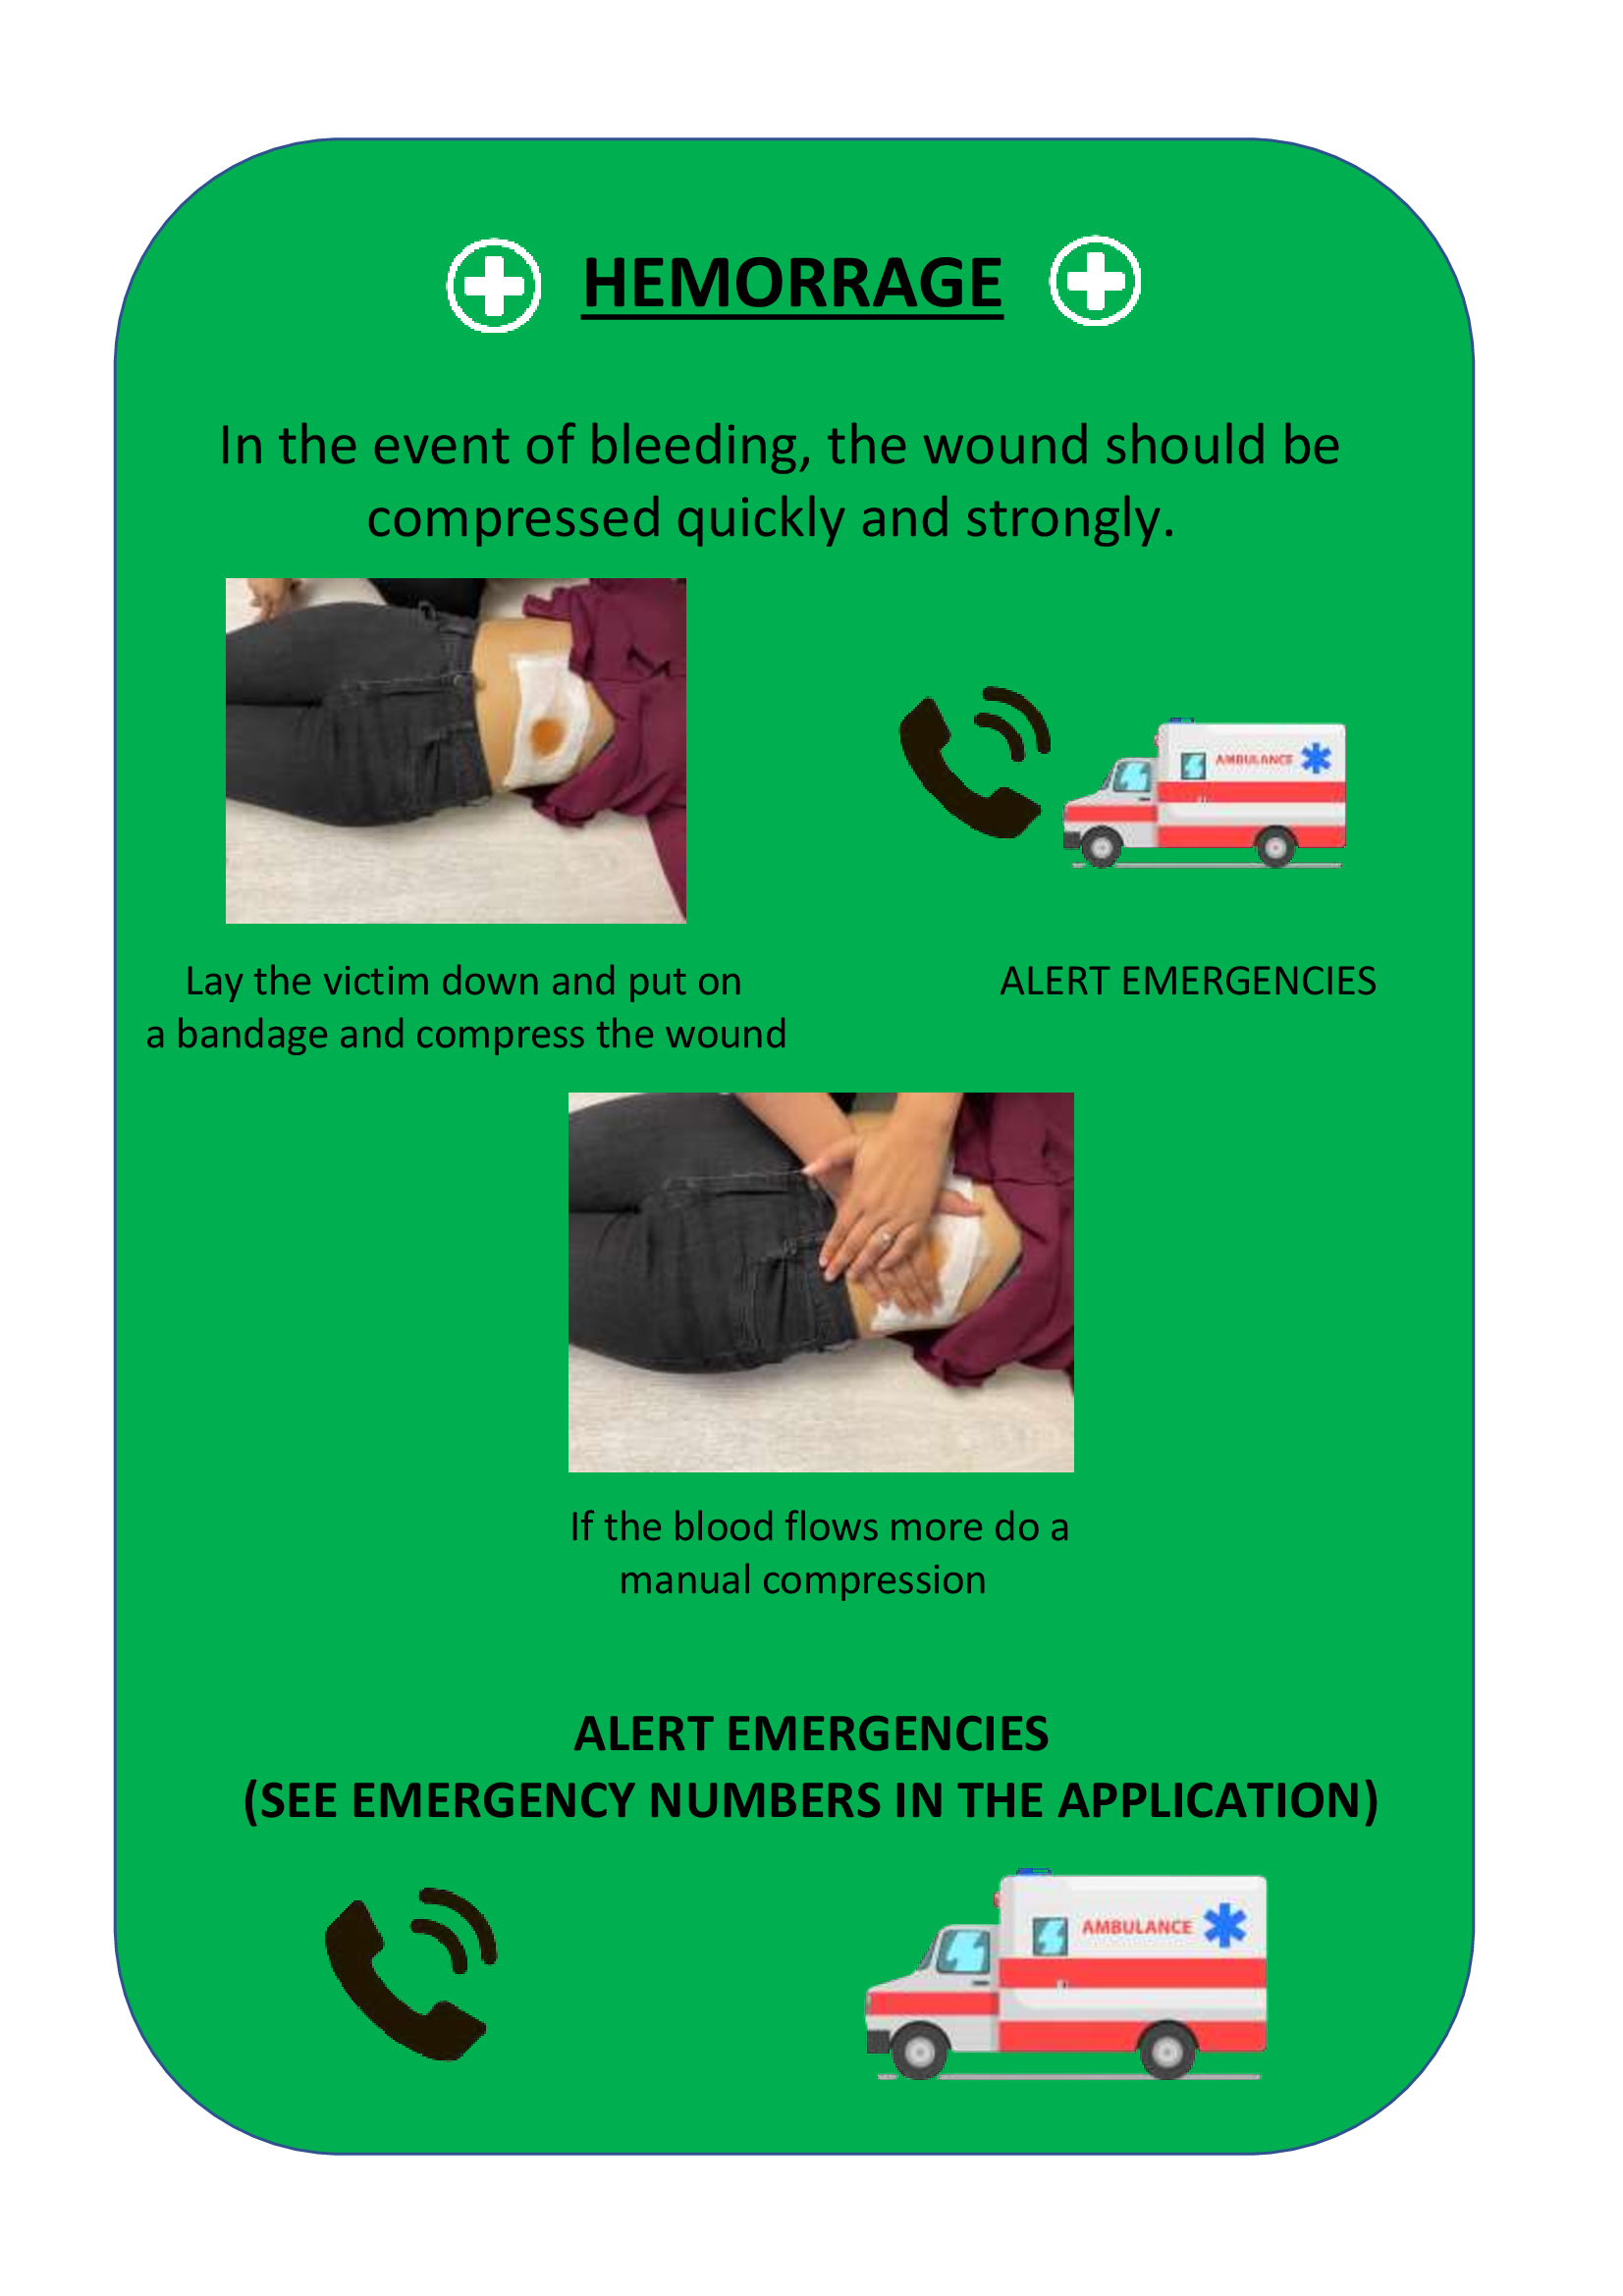 HEMORRAGE
In the event of bleeding, the wound should be
compressed quickly and strongly.
AMBULANCE
Lay the victim down and put on
a bandage and compress the wound
ALERT EMERGENCIES
If the blood flows more do a
manual compression
ALERT EMERGENCIES
(SEE EMERGENCY NUMBERS IN THE APPLICATION)
AMBULANCE